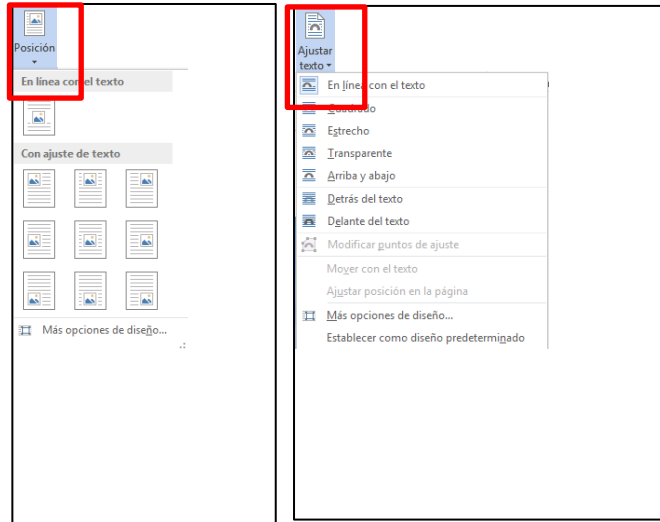 Posición
En línea con el texto
Con ajuste de texto
Más opciones de diseño...
Ajustar
texto
En línea con el texto
Cuadrado
Estrecho
Transparente
Arriba y abajo
Detrás del texto
Delante del texto
Modificar puntos de ajuste
Mover con el texto
Ajustar posición en la página
Más opciones de diseño...
Establecer como diseño predeterminado